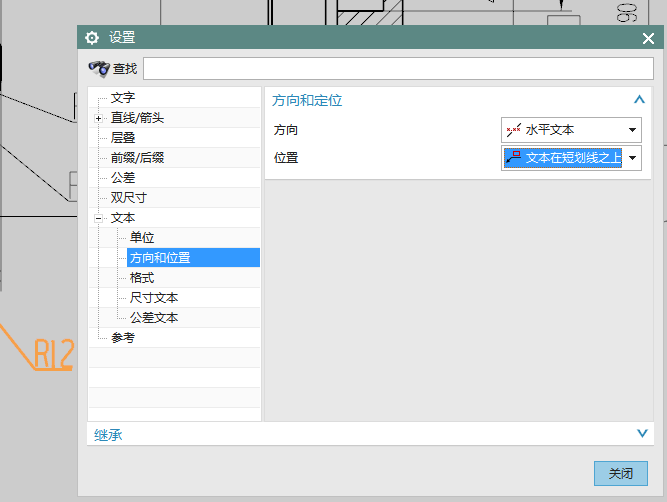 90
设置
查找
文字
直线/箭头
层叠
前缀/后缀
公差
双尺寸
文本
单位
方向和位置
格式
尺寸文本
公差文本
参考
方向和定位
方向
水平文本
位置
文本在短划线之上
R12
继承
关闭